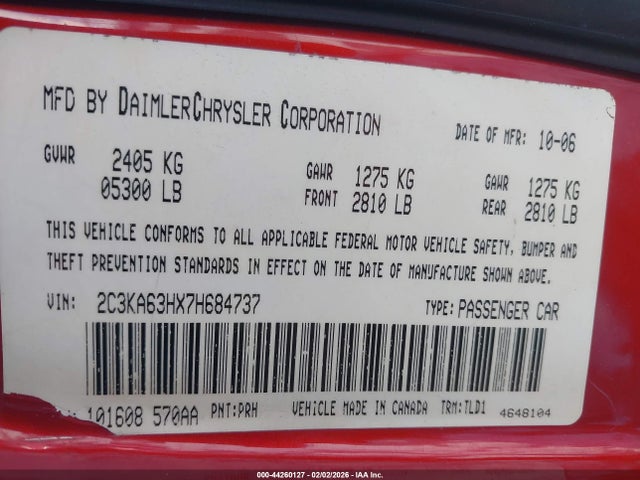 MFD BY DAIMLERCHRYSLER CORPORATION DATE OF MFR: 10-06
GVWR 2405 KG GAWR 1275 KG GAWR 1275 KG
05300 LB FRONT 2810 LB REAR 2810 LB
THIS VEHICLE CONFORMS TO ALL APPLICABLE FEDERAL MOTOR VEHICLE SAFETY, BUMPER AND
THEFT PREVENTION STANDARDS IN EFFECT ON THE DATE OF MANUFACTURE SHOWN ABOVE.
VIN: 2C3KA63HX7H684737 TYPE: PASSENGER CAR
101608 570AA PNT:PRH VEHICLE MADE IN CANADA TRM:TLD1 4648104
000-44260127 - 02/02/2026 - IAA Inc.